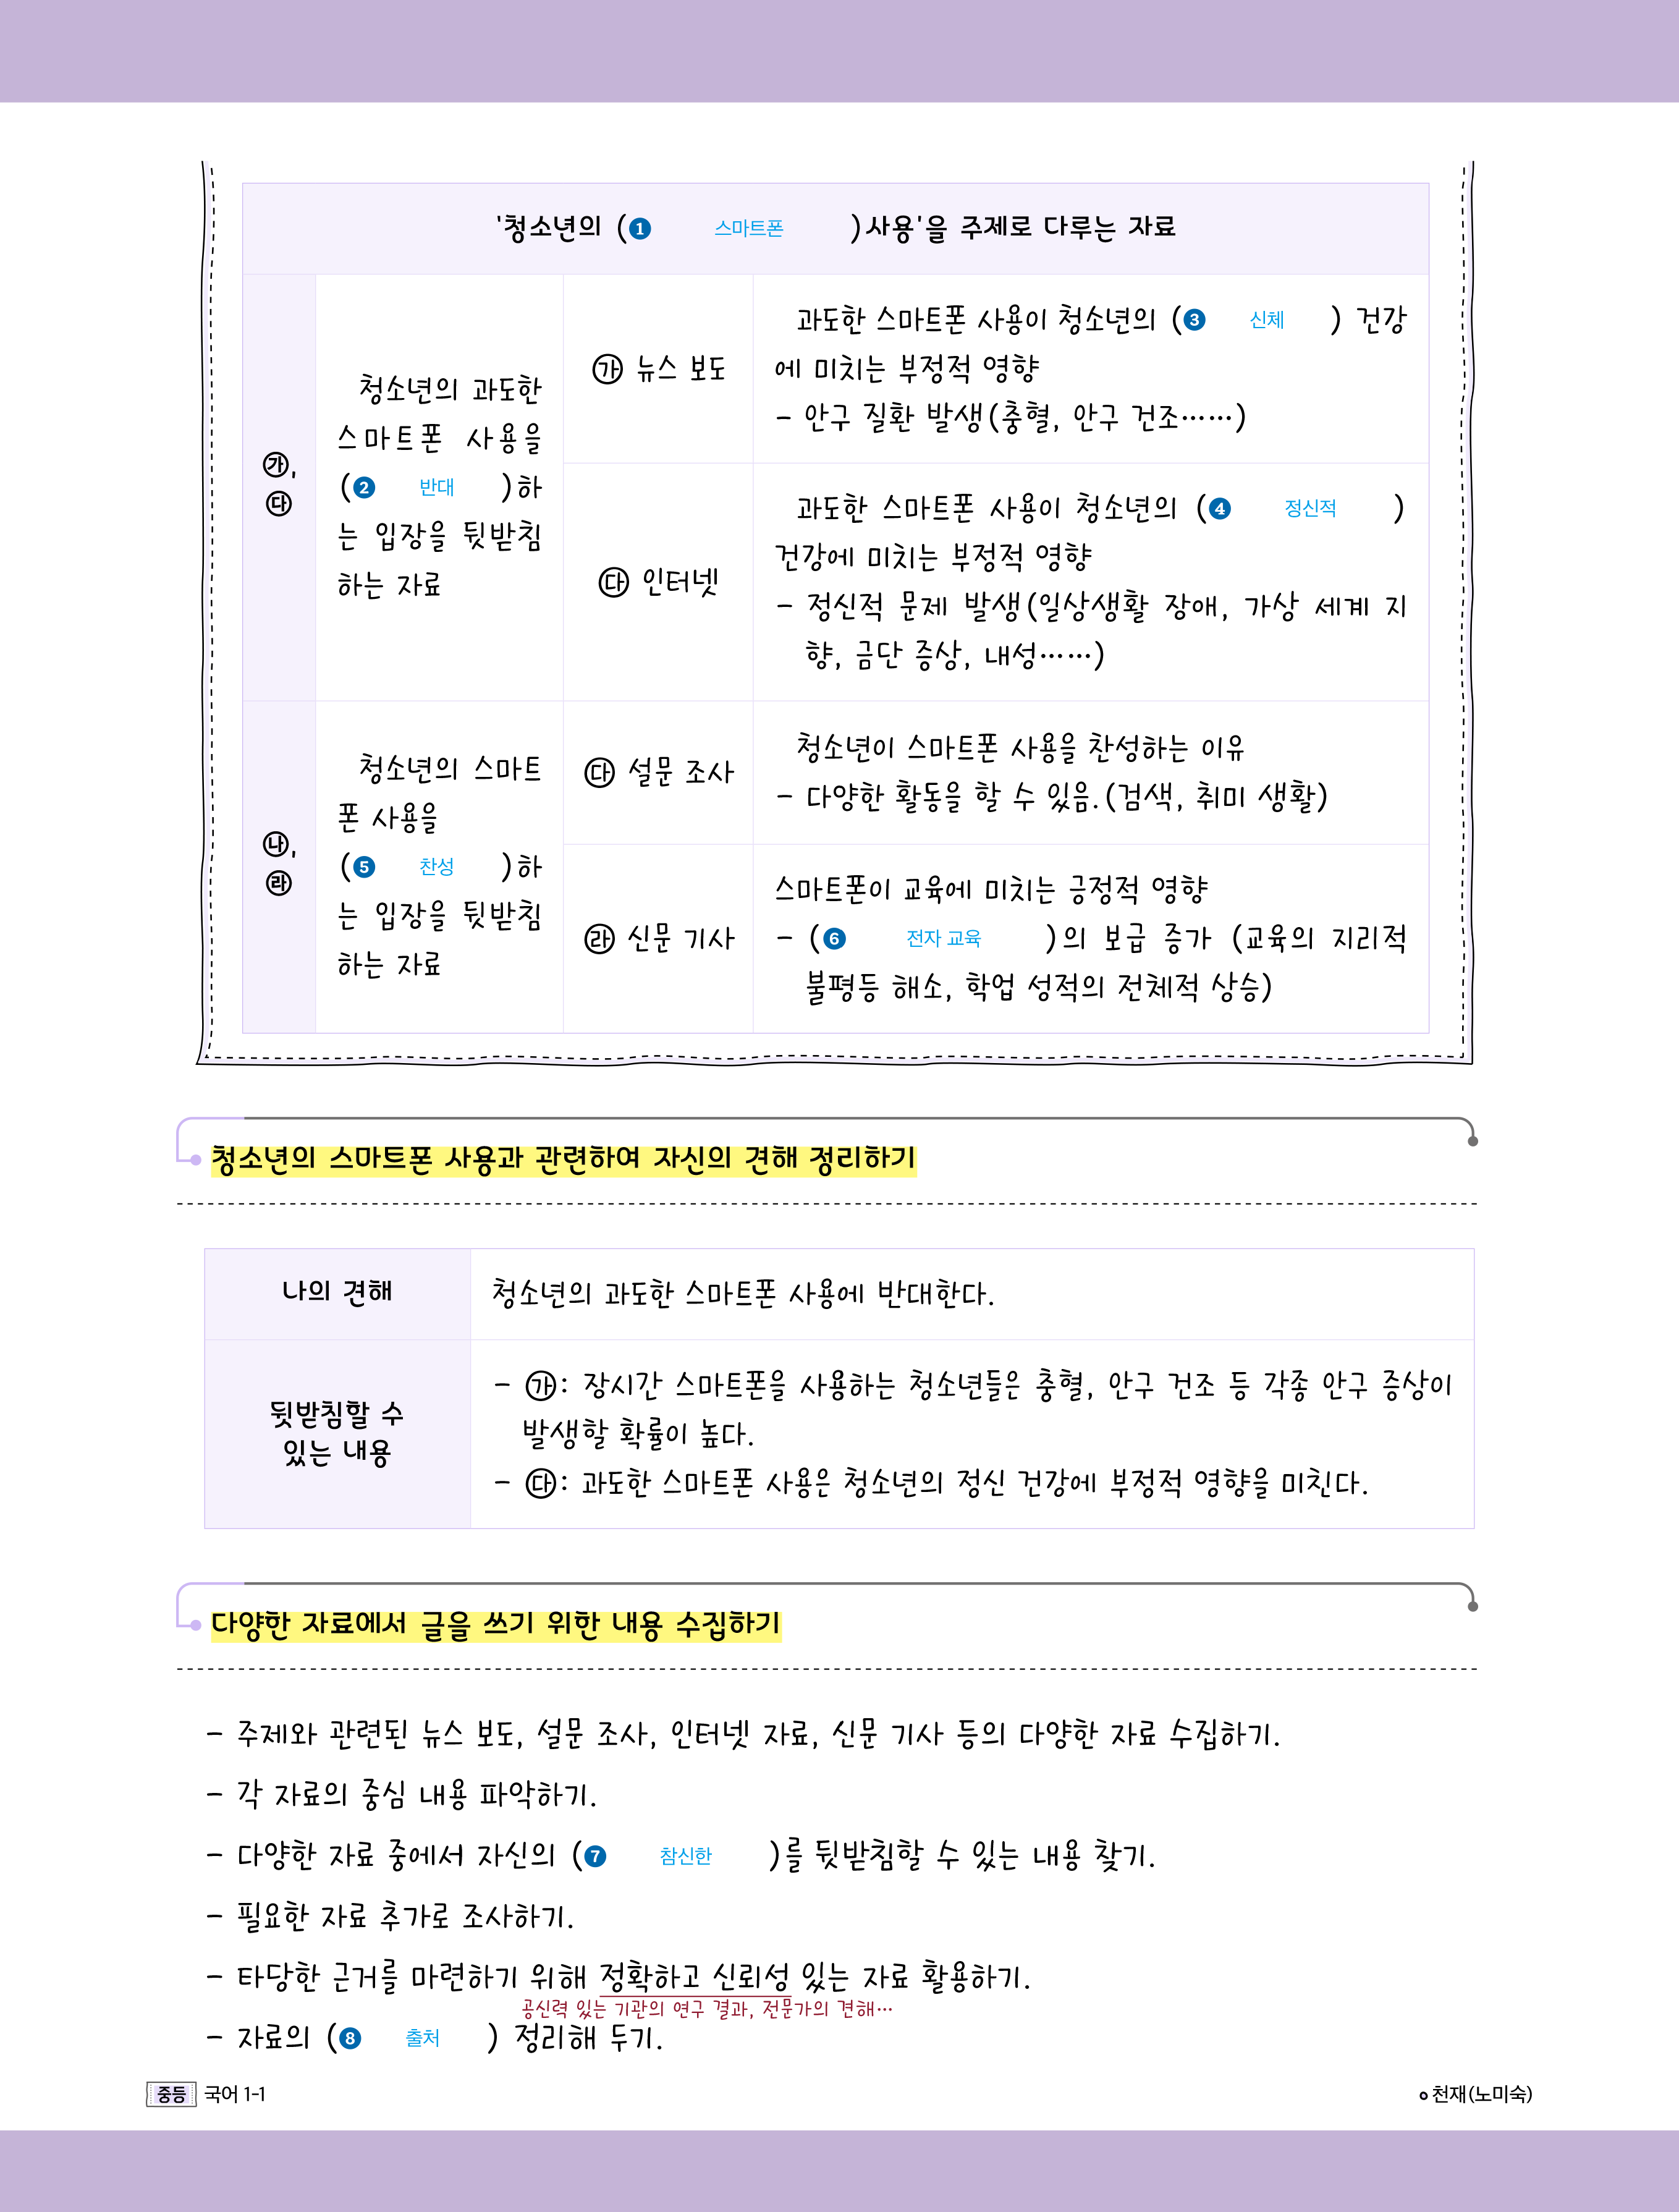 '청소년의 (❶ 스마트폰 )사용'을 주제로 다루는 자료
㉮,
㉰
청소년의 과도한
스마트폰 사용을
(❷ 반대 )하
는 입장을 뒷받침
하는 자료
㉮ 뉴스 보도
과도한 스마트폰 사용이 청소년의 (❸ 신체 ) 건강
에 미치는 부정적 영향
- 안구 질환 발생(충혈, 안구 건조……)
㉰ 인터넷
과도한 스마트폰 사용이 청소년의 (❹ 정신적 )
건강에 미치는 부정적 영향
- 정신적 문제 발생(일상생활 장애, 가상 세계 지
향, 금단 증상, 내성……)
㉯,
㉱
청소년의 스마트
폰 사용을
(❺ 찬성 )하
는 입장을 뒷받침
하는 자료
㉰ 설문 조사
청소년이 스마트폰 사용을 찬성하는 이유
- 다양한 활동을 할 수 있음.(검색, 취미 생활)
㉱ 신문 기사
스마트폰이 교육에 미치는 긍정적 영향
- (❻ 전자 교육 )의 보급 증가 (교육의 지리적
불평등 해소, 학업 성적의 전체적 상승)
청소년의 스마트폰 사용과 관련하여 자신의 견해 정리하기
나의 견해
청소년의 과도한 스마트폰 사용에 반대한다.
뒷받침할 수
있는 내용
- ㉮: 장시간 스마트폰을 사용하는 청소년들은 충혈, 안구 건조 등 각종 안구 증상이
발생할 확률이 높다.
- ㉰: 과도한 스마트폰 사용은 청소년의 정신 건강에 부정적 영향을 미친다.
다양한 자료에서 글을 쓰기 위한 내용 수집하기
- 주제와 관련된 뉴스 보도, 설문 조사, 인터넷 자료, 신문 기사 등의 다양한 자료 수집하기.
- 각 자료의 중심 내용 파악하기.
- 다양한 자료 중에서 자신의 (❼ 참신한 )를 뒷받침할 수 있는 내용 찾기.
- 필요한 자료 추가로 조사하기.
- 타당한 근거를 마련하기 위해 정확하고 신뢰성 있는 자료 활용하기.
공신력 있는 기관의 연구 결과, 전문가의 견해…
- 자료의 (❽ 출처 ) 정리해 두기.
중등 국어 1-1
천재(노미숙)